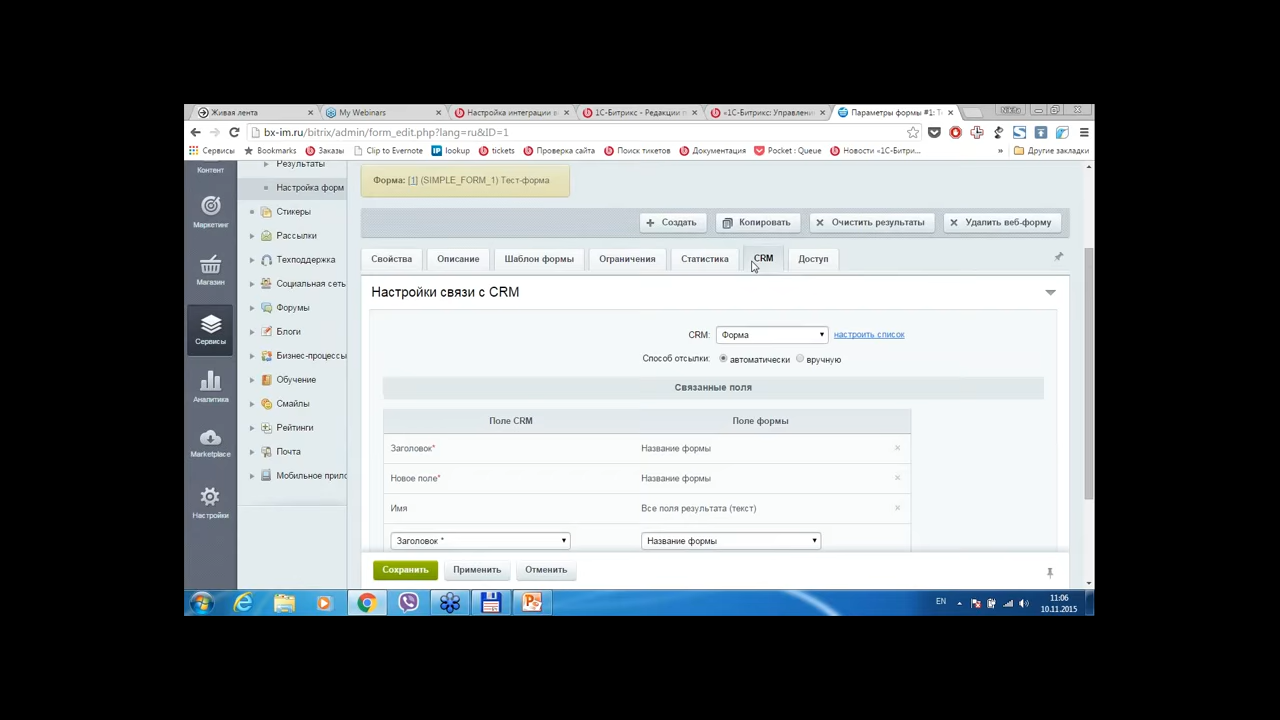 Живая лента
My Webinars
Настройка интеграции в
1С-Битрикс - Редакции п
«1С-Битрикс: Управлени
Параметры формы #1: Т
Nikita
bx-im.ru/bitrix/admin/form_edit.php?lang=ru&ID=1
Сервисы
Bookmarks
Заказы
Clip to Evernote
lookup
tickets
Проверка сайта
Поиск тикетов
Документация
Pocket : Queue
Новости «1С-Битри...
»
Другие закладки
Контент
Маркетинг
Магазин
Сервисы
Аналитика
Marketplace
Настройки
Результаты
Настройка форм
Стикеры
Рассылки
Техподдержка
Социальная сеть
Форумы
Блоги
Бизнес-процессы
Обучение
Смайлы
Рейтинги
Почта
Мобильное прило
Форма: [1] (SIMPLE_FORM_1) Тест-форма
Создать
Копировать
Очистить результаты
Удалить веб-форму
Свойства
Описание
Шаблон формы
Ограничения
Статистика
CRM
Доступ
Настройки связи с CRM
CRM: Форма настроить список
Способ отсылки: автоматически вручную
Связанные поля
Поле CRM Поле формы
Заголовок* Название формы
Новое поле* Название формы
Имя Все поля результата (текст)
Заголовок * Название формы
Сохранить
Применить
Отменить
EN
11:06
10.11.2015